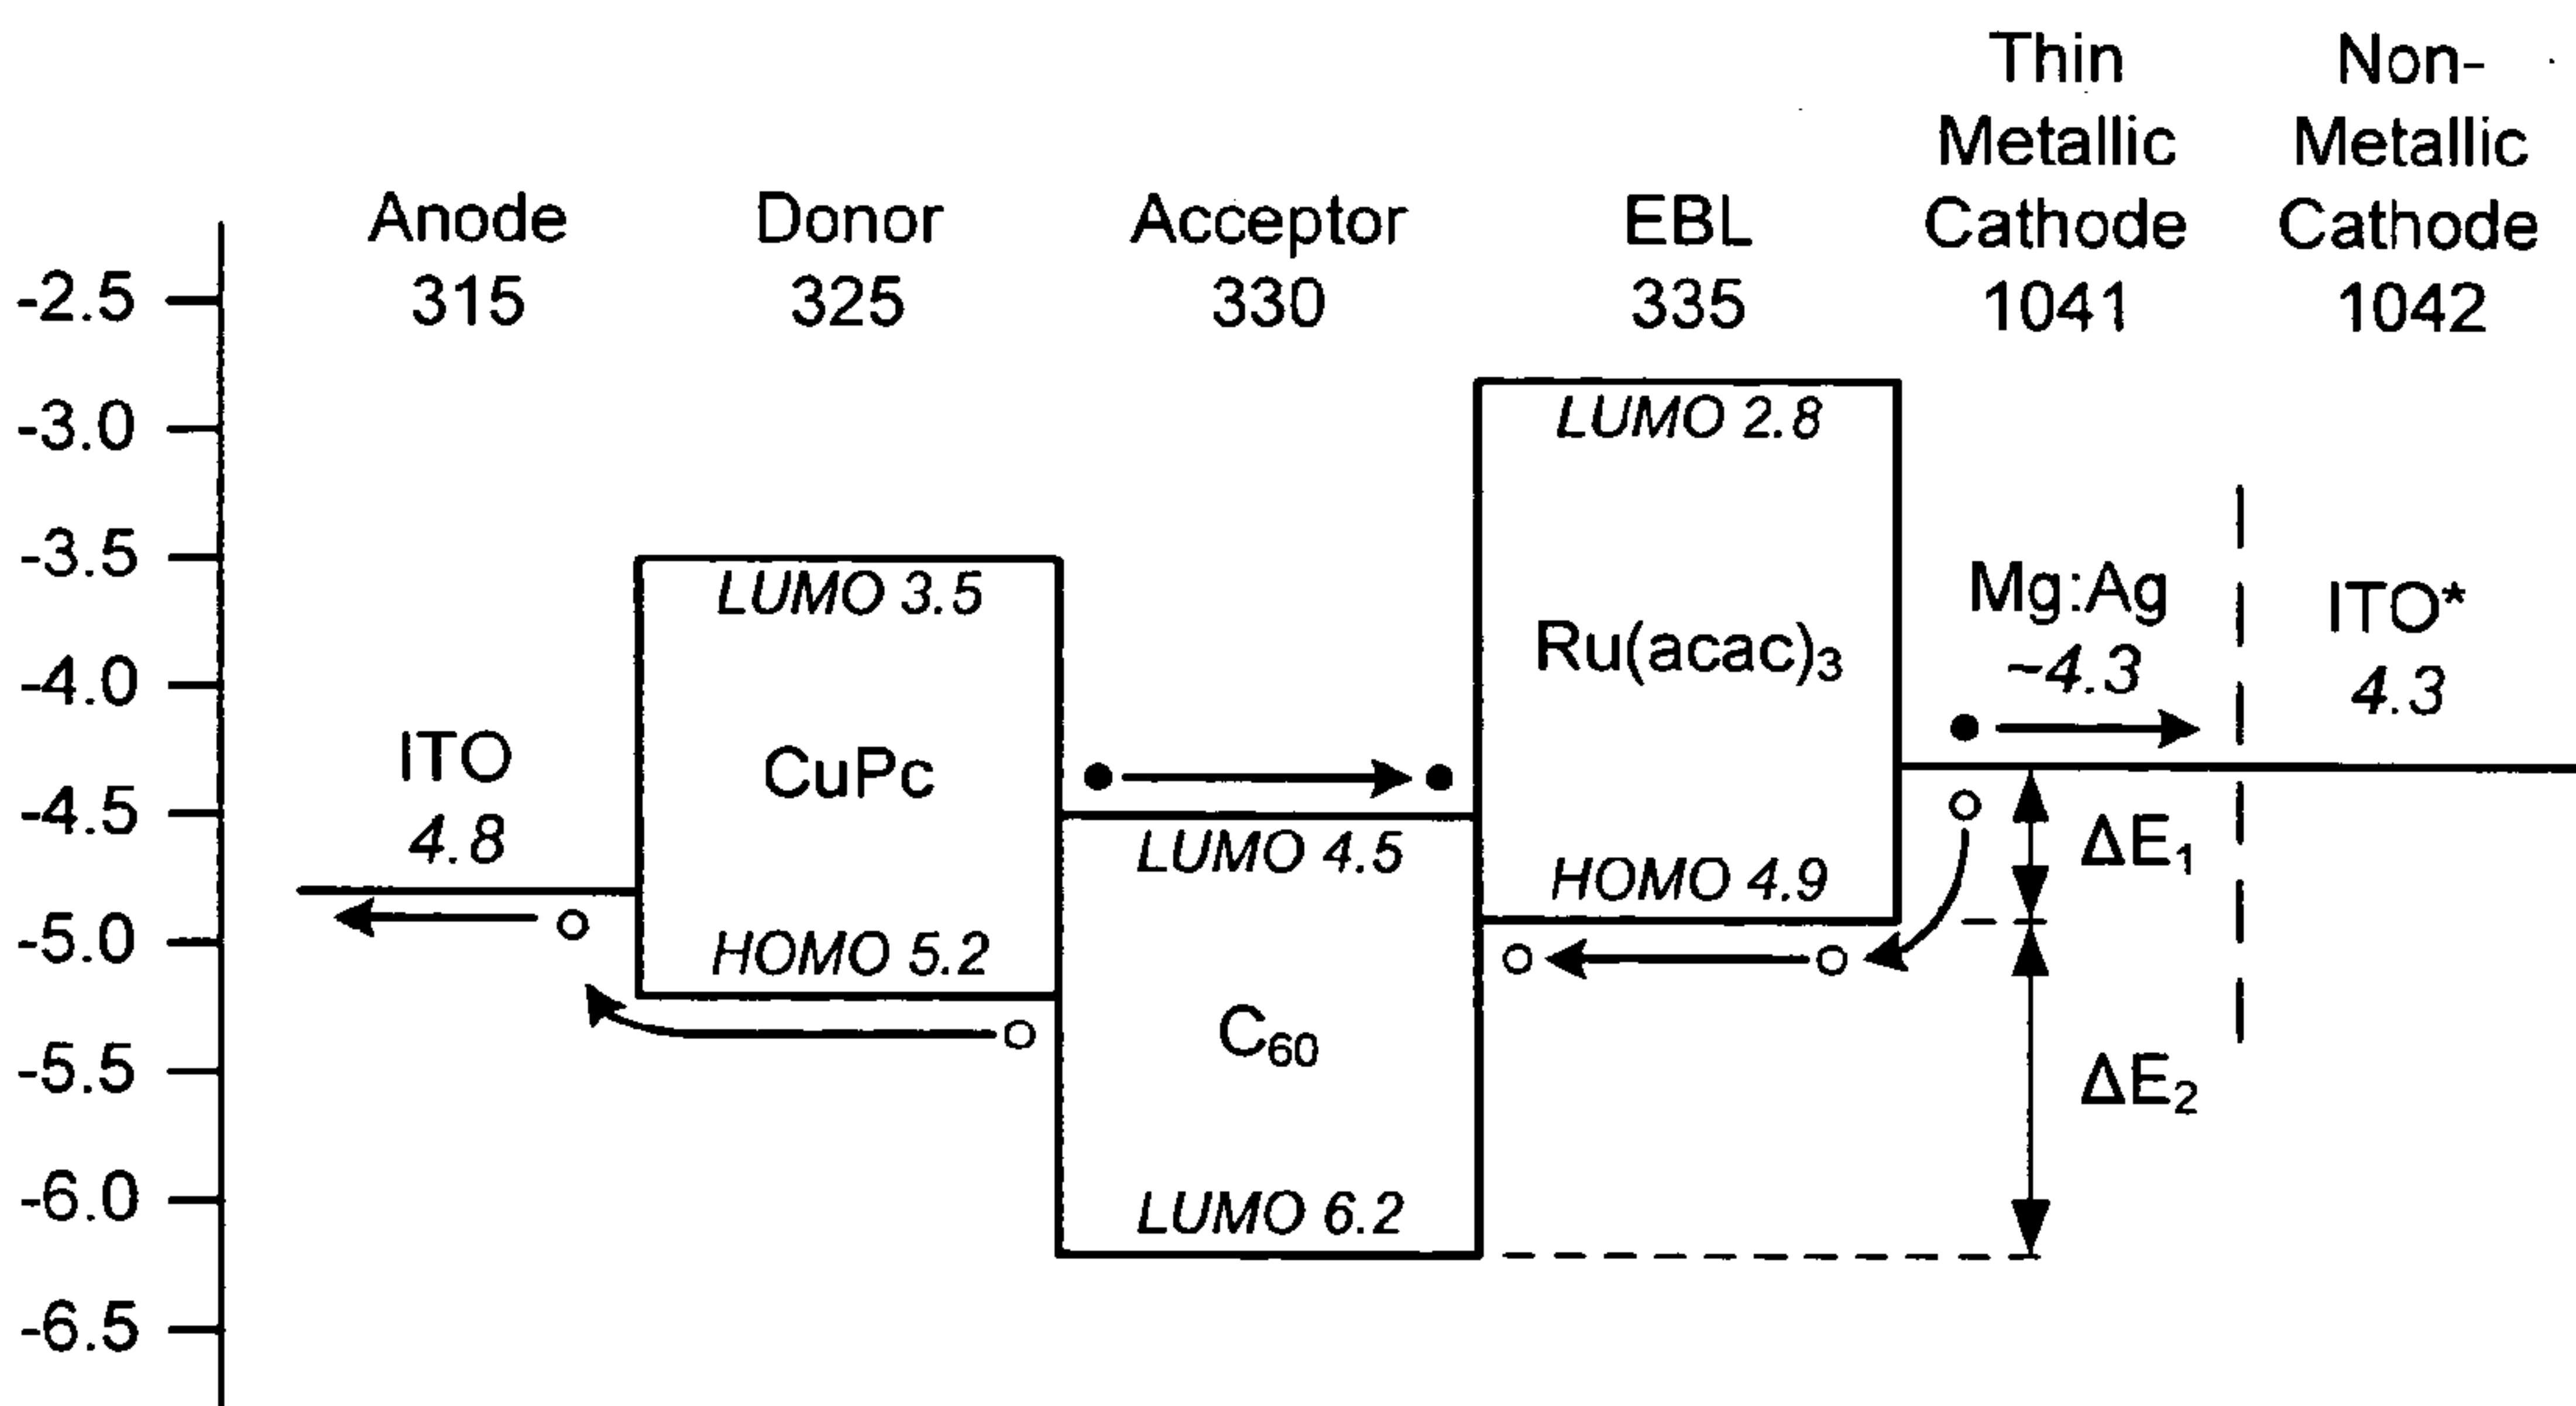 Anode
315
Donor
325
Acceptor
330
EBL
335
Thin
Metallic
Cathode
1041
Non-
Metallic
Cathode
1042
-2.5
-3.0
-3.5
-4.0
-4.5
-5.0
-5.5
-6.0
-6.5
ITO
4.8
LUMO 3.5
CuPc
HOMO 5.2
LUMO 4.5
C₆₀
LUMO 6.2
LUMO 2.8
Ru(acac)₃
HOMO 4.9
Mg:Ag
~4.3
ΔE₁
ΔE₂
ITO*
4.3